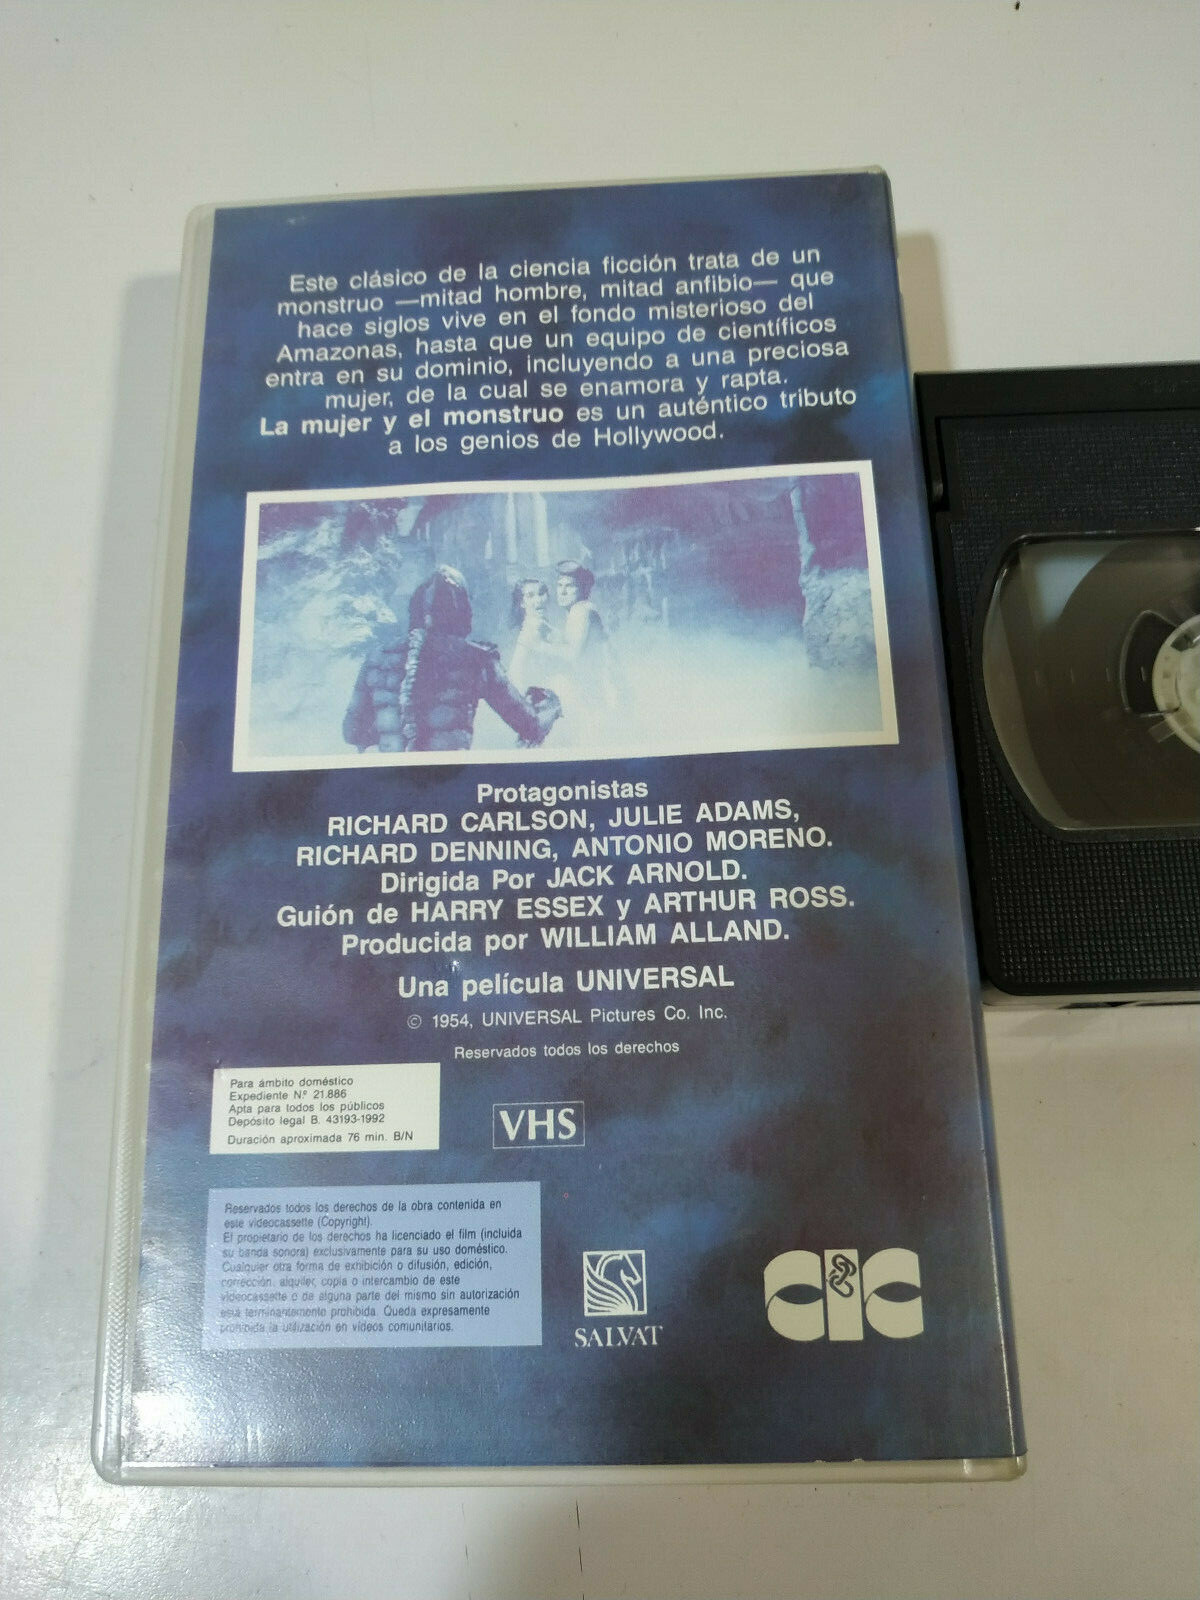 Este clásico de la ciencia ficción trata de un
monstruo —mitad hombre, mitad anfibio— que
hace siglos vive en el fondo misterioso del
Amazonas, hasta que un equipo de científicos
entra en su dominio, incluyendo a una preciosa
mujer, de la cual se enamora y rapta.
La mujer y el monstruo es un auténtico tributo
a los genios de Hollywood.
Protagonistas
RICHARD CARLSON, JULIE ADAMS,
RICHARD DENNING, ANTONIO MORENO.
Dirigida Por JACK ARNOLD.
Guión de HARRY ESSEX y ARTHUR ROSS.
Producida por WILLIAM ALLAND.
Una película UNIVERSAL
© 1954, UNIVERSAL Pictures Co. Inc.
Reservados todos los derechos
Para ámbito doméstico
Expediente N.º 21.886
Apta para todos los públicos
Depósito legal B. 43193-1992
Duración aproximada 76 min. B/N
VHS
Reservados todos los derechos de la obra contenida en
este videocassette (Copyright).
El propietario de los derechos ha licenciado el film (incluida
su banda sonora) exclusivamente para su uso doméstico.
Cualquier otra forma de exhibición o difusión, edición,
corrección, alquiler, copia o intercambio de este
videocassette o de alguna parte del mismo sin autorización
está terminantemente prohibida. Queda expresamente
prohibida la utilización en vídeos comunitarios.
SALVAT
CIC